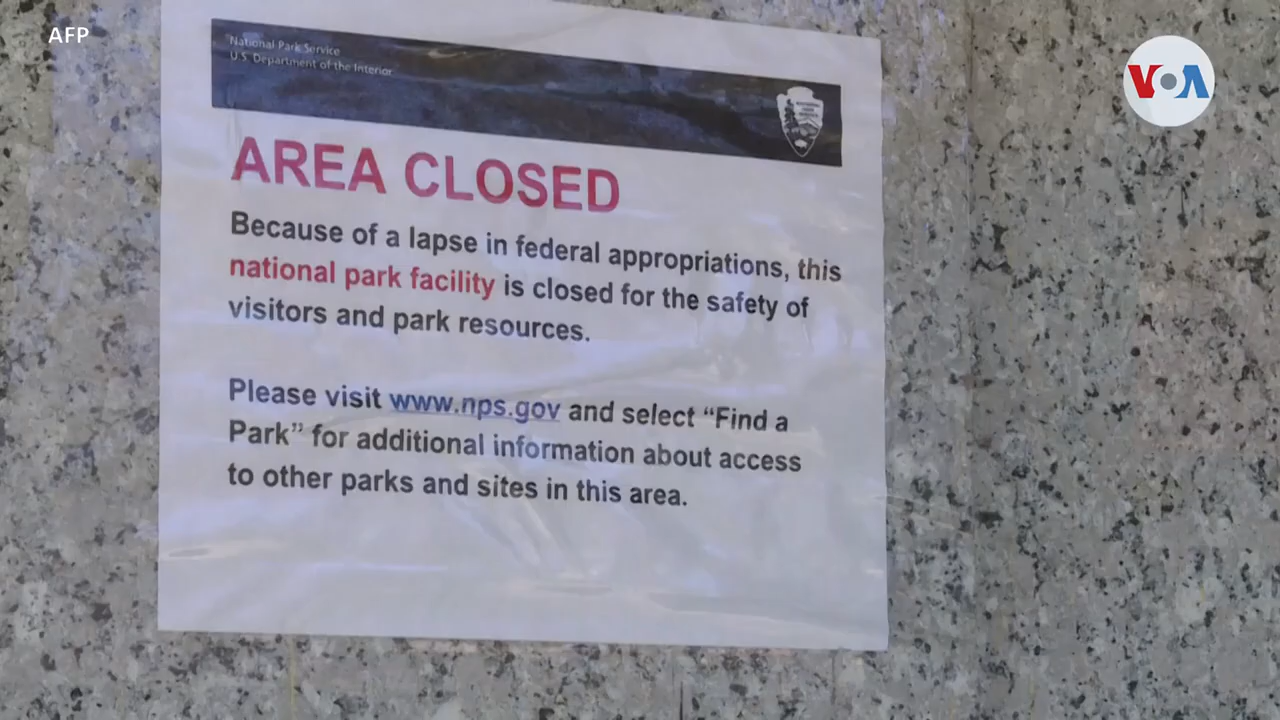 AFP
VOA
National Park Service
U.S. Department of the Interior
AREA CLOSED
Because of a lapse in federal appropriations, this
national park facility is closed for the safety of
visitors and park resources.
Please visit www.nps.gov and select “Find a
Park” for additional information about access
to other parks and sites in this area.